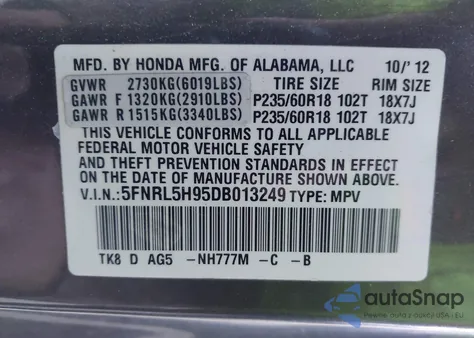 MFD. BY HONDA MFG. OF ALABAMA, LLC 10/'12
GVWR 2730KG(6019LBS) TIRE SIZE RIM SIZE
GAWR F 1320KG(2910LBS) P235/60R18 102T 18X7J
GAWR R 1515KG(3340LBS) P235/60R18 102T 18X7J
THIS VEHICLE CONFORMS TO ALL APPLICABLE
FEDERAL MOTOR VEHICLE SAFETY
AND THEFT PREVENTION STANDARDS IN EFFECT
ON THE DATE OF MANUFACTURE SHOWN ABOVE.
V.I.N.:5FNRL5H95DB013249 TYPE: MPV
TK8 D AG5 -NH777M -C -B
autoSnap